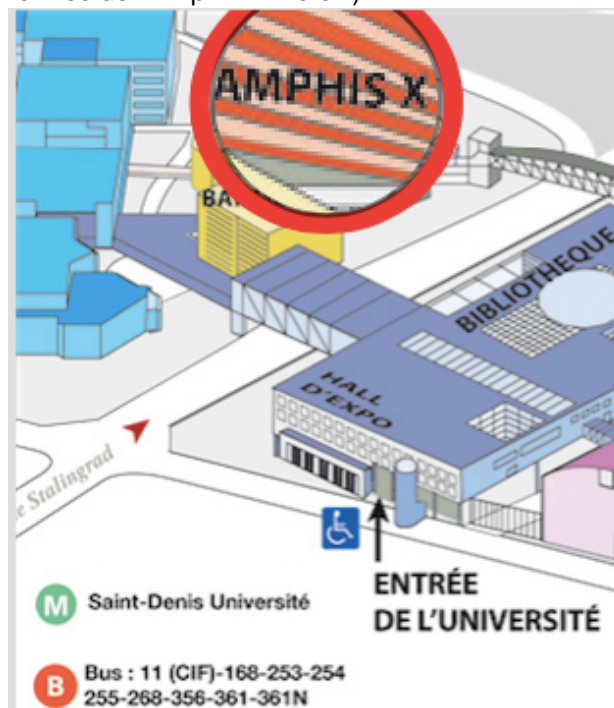 AMPHIS X
BA
BIBLIOTHEQUE
HALL
D'EXPO
e Stalingrad
ENTRÉE
DE L'UNIVERSITÉ
M Saint-Denis Université
B Bus : 11 (CIF)-168-253-254
255-268-356-361-361N